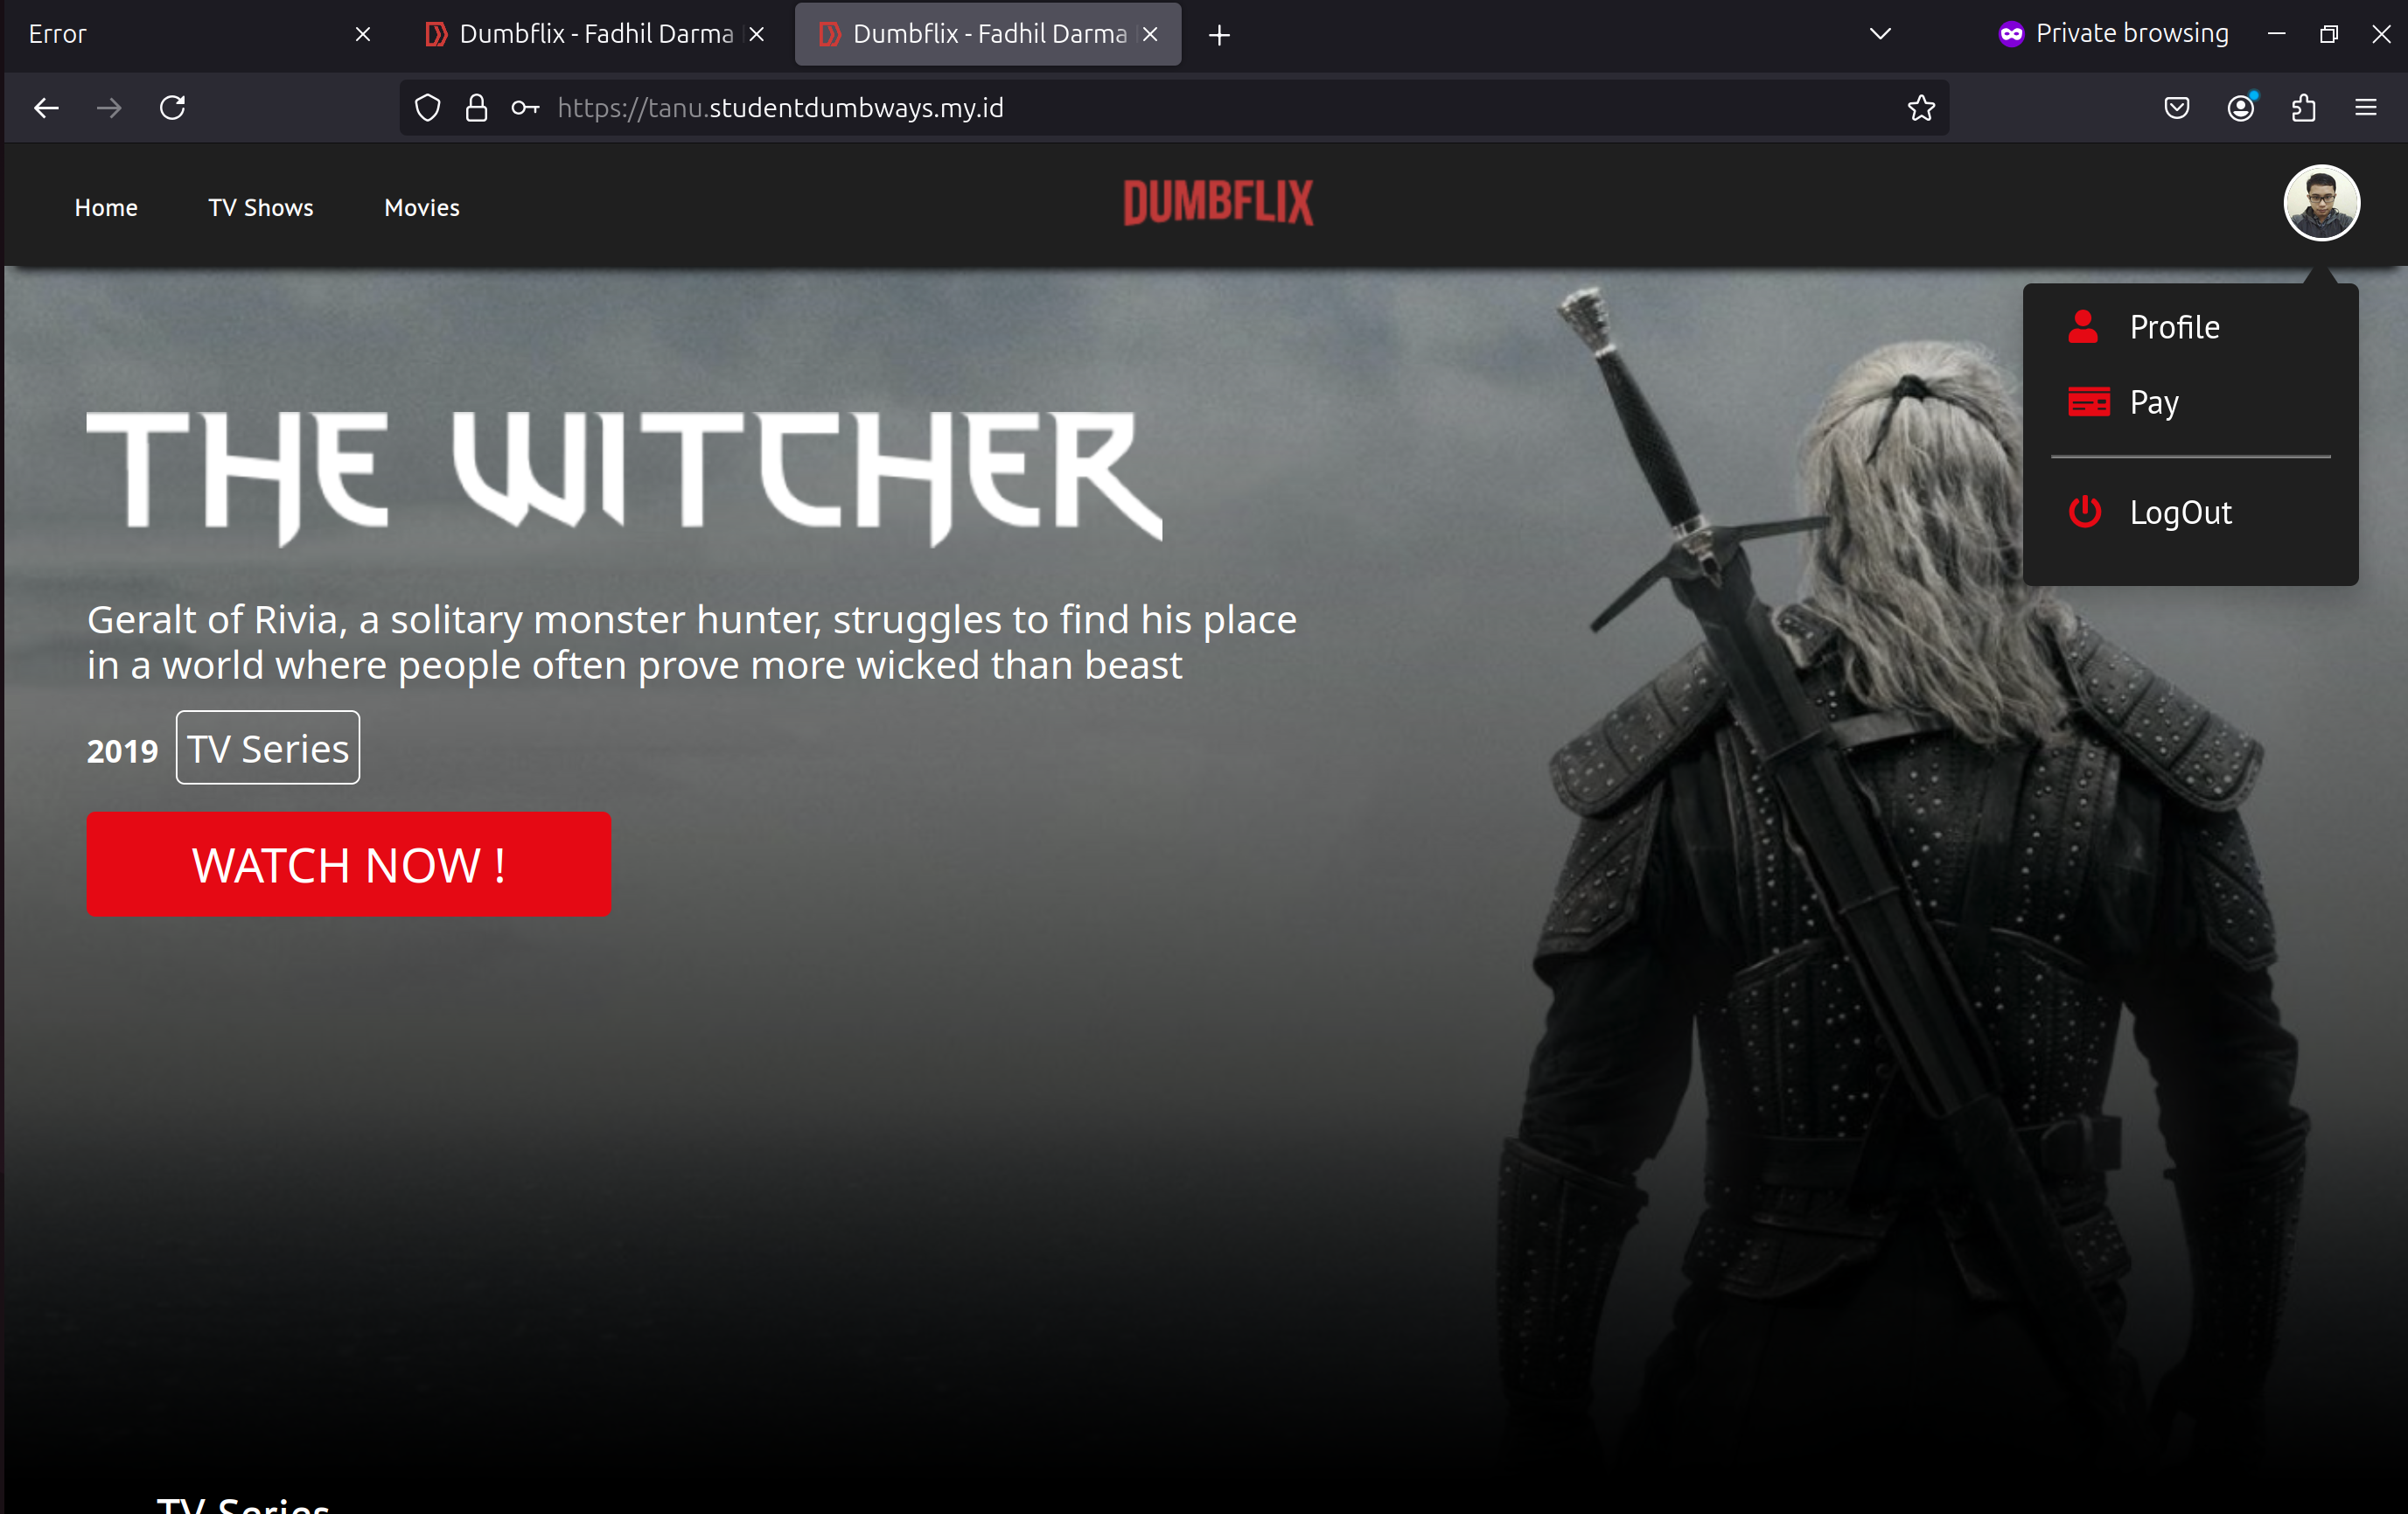 Error
Dumbflix - Fadhil Darma
Dumbflix - Fadhil Darma
Private browsing
https://tanu.studentdumbways.my.id
Home
TV Shows
Movies
DUMBFLIX
Profile
Pay
LogOut
THE WITCHER
Geralt of Rivia, a solitary monster hunter, struggles to find his place
in a world where people often prove more wicked than beast
2019 TV Series
WATCH NOW !
TV Series